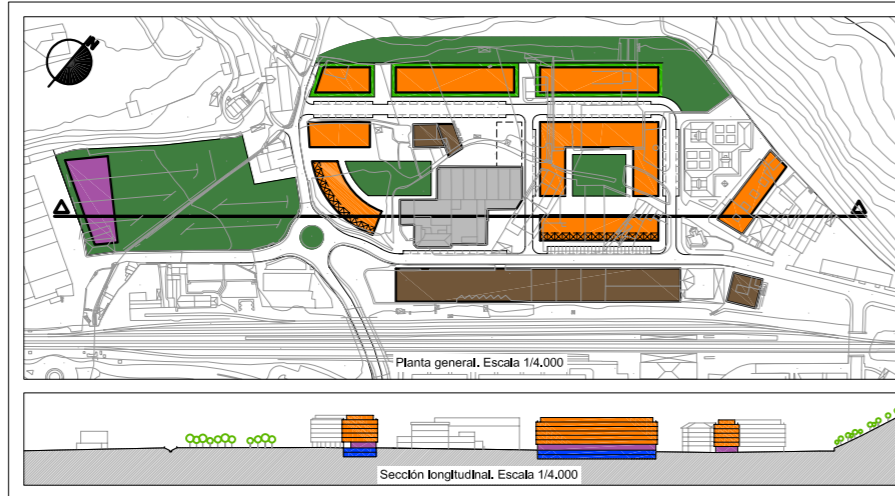 N
Planta general. Escala 1/4.000
Sección longitudinal. Escala 1/4.000